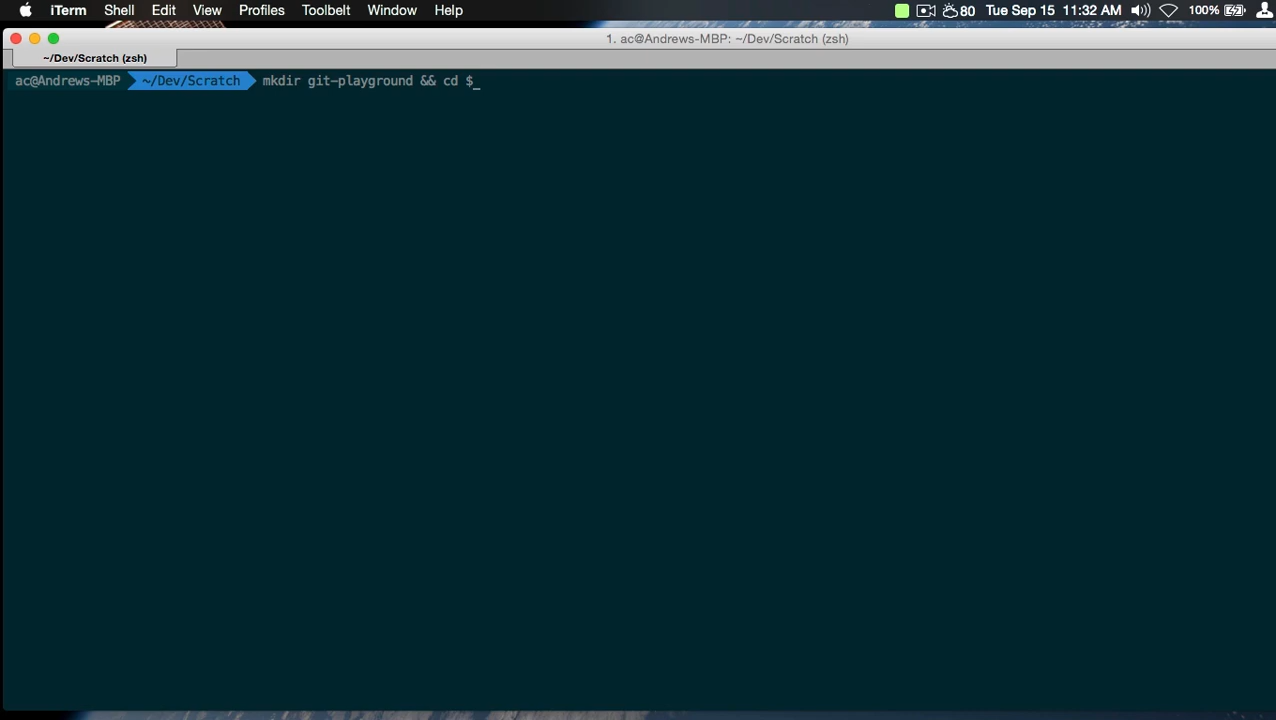 iTerm Shell Edit View Profiles Toolbelt Window Help 80 Tue Sep 15 11:32 AM 100%
1. ac@Andrews-MBP: ~/Dev/Scratch (zsh)
~/Dev/Scratch (zsh)
ac@Andrews-MBP ~/Dev/Scratch mkdir git-playground && cd $_